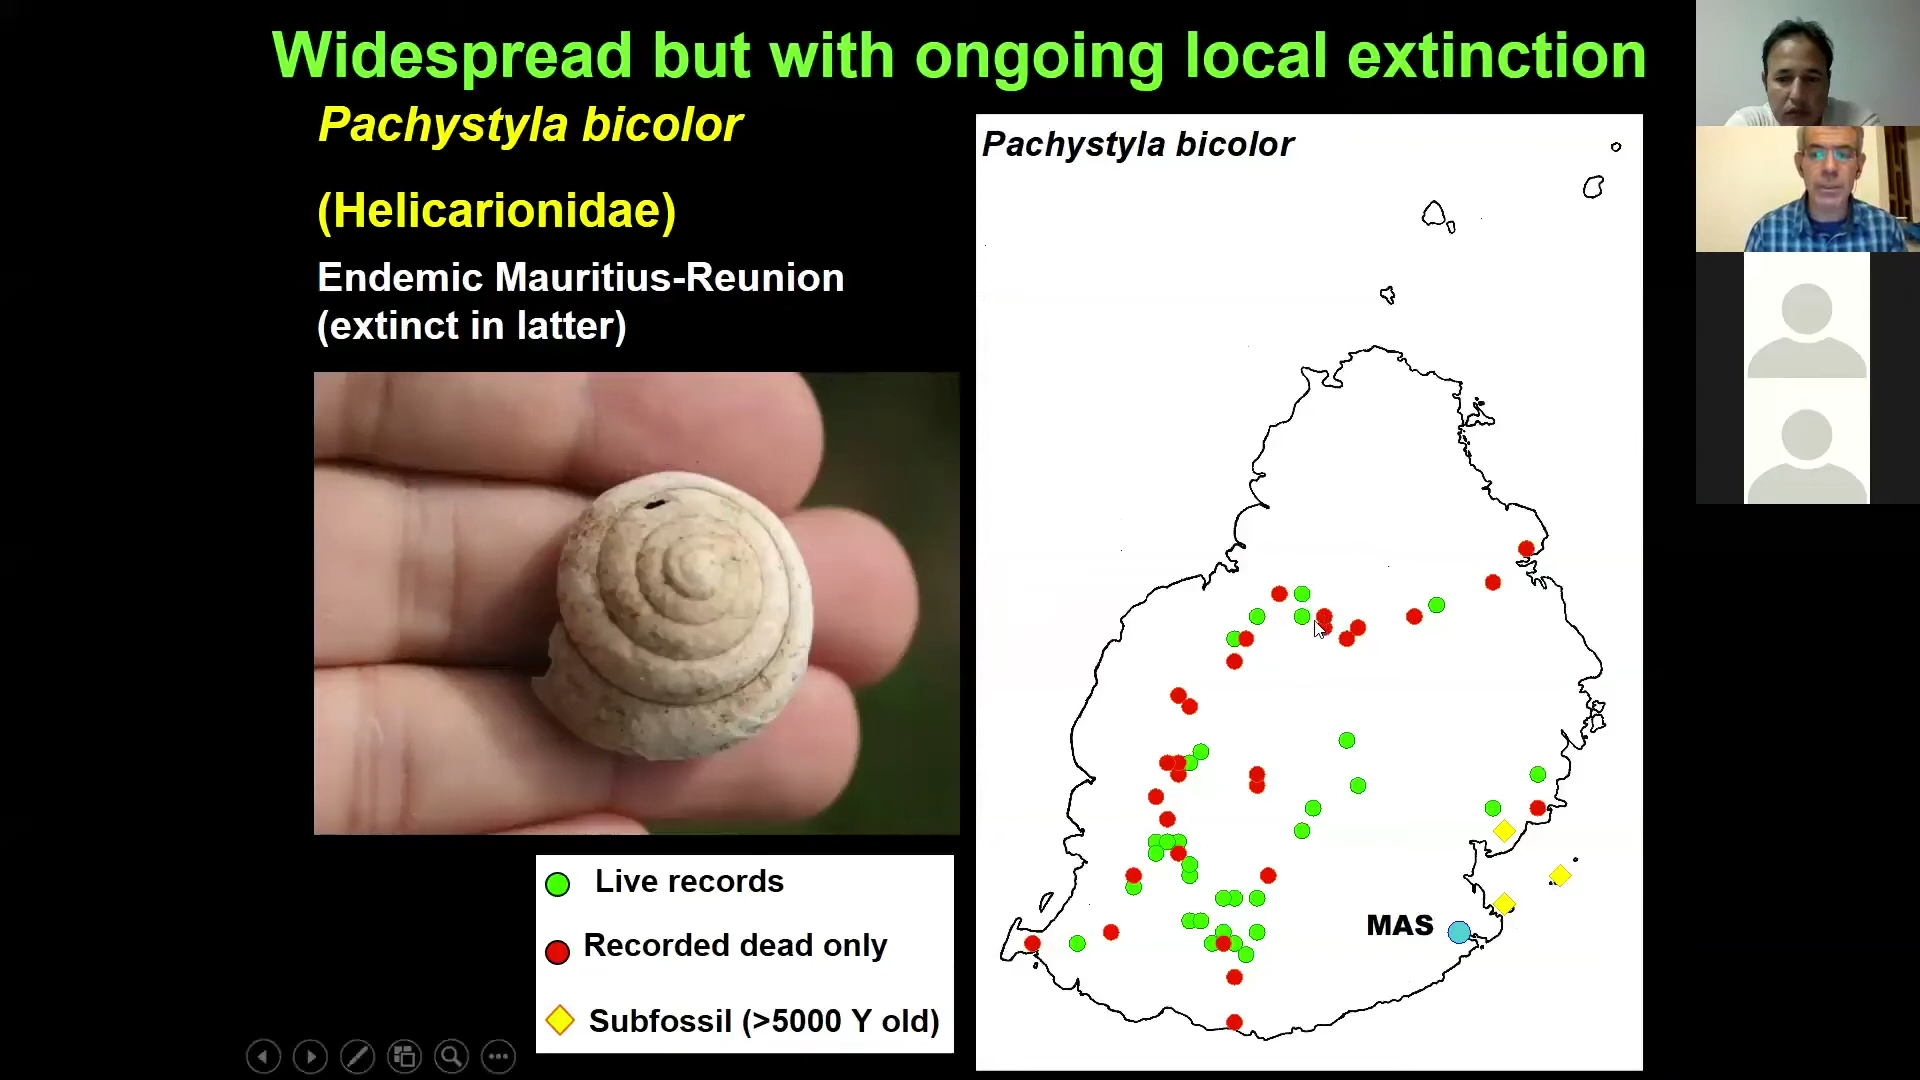 Widespread but with ongoing local extinction
Pachystyla bicolor
(Helicarionidae)
Endemic Mauritius-Reunion
(extinct in latter)
Pachystyla bicolor
Live records
Recorded dead only
Subfossil (>5000 Y old)
MAS